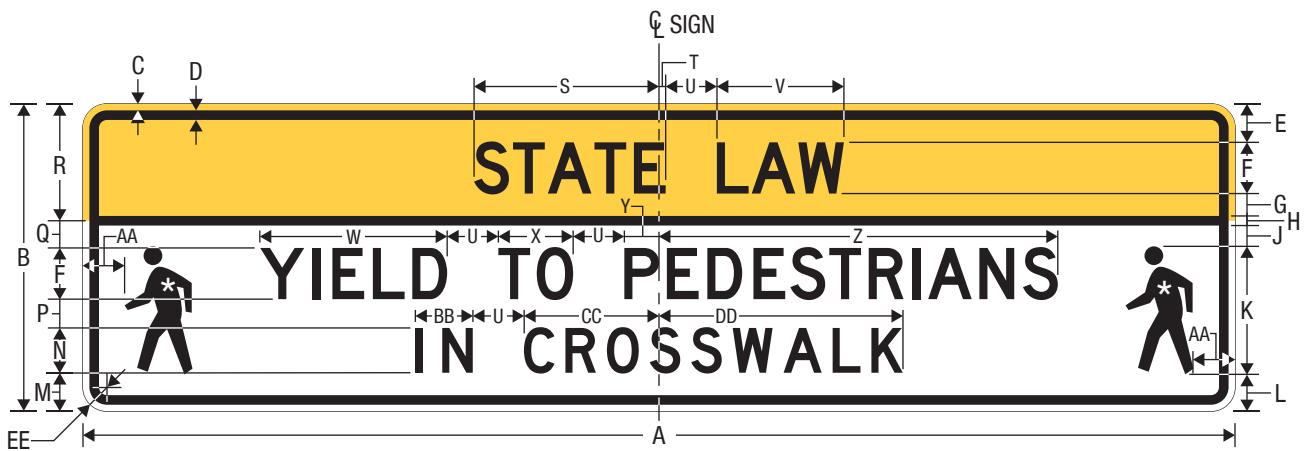 ℄ SIGN
T
C D S U V
E
R STATE LAW F
G
Y H
Q AA W U X U Z J
B F YIELD TO PEDESTRIANS
* *
P BB U CC DD K
N IN CROSSWALK AA
M L
EE A